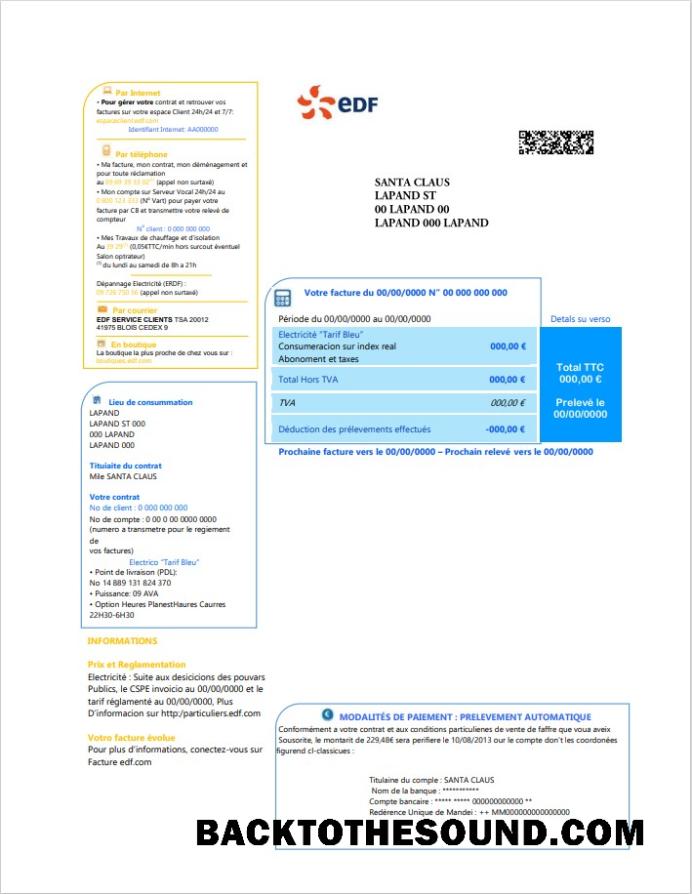 Par Internet
• Pour gérer votre contrat et retrouver vos
factures sur votre espace Client 24h/24 et 7/7:
espaceclient.edf.com
Identifiant Internet: AA000000
Par téléphone
• Ma facture, mon contrat, mon déménagement et
pour toute réclamation
(appel non surtaxé)
• Mon compte sur Serveur Vocal 24h/24 au
0 800 123 333 (N° Vart) pour payer votre
facture par CB et transmettre votre relevé de
compteur
N° client : 0 000 000 000
• Mes Travaux de chauffage et d'isolation
Au 39 29 (0,05€TTC/min hors surcout éventuel
Salon optrateur)
(*) du lundi au samedi de 8h a 21h
Dépannage Electricité (ERDF) :
09 726 750 96 (appel non surtaxé)
Par courrier
EDF SERVICE CLIENTS TSA 20012
41975 BLOIS CEDEX 9
En boutique
La boutique la plus proche de chez vous sur :
boutiques.edf.com
edf
SANTA CLAUS
LAPAND ST
00 LAPAND 00
LAPAND 000 LAPAND
Votre facture du 00/00/0000 N° 00 000 000 000
Période du 00/00/0000 au 00/00/0000
Detals su verso
Electricité "Tarif Bleu"
Consumeracion sur index real 000,00 €
Abonoment et taxes
Total Hors TVA 000,00 €
TVA 000,00 €
Déduction des prélevements effectués -000,00 €
Total TTC
000,00 €
Prelevé le
00/00/0000
Prochaine facture vers le 00/00/0000 – Prochain relevé vers le 00/00/0000
Lieu de consummation
LAPAND
LAPAND ST 000
000 LAPAND
LAPAND 000
Tituiaite du contrat
Mlle SANTA CLAUS
Votre contrat
No de client : 0 000 000 000
No de compte : 0 00 0 00 0000 0000
(numero a transmetre pour le regiement
de
vos factures)
Electrico "Tarif Bleu"
• Point de livraison (PDL):
No 14 889 131 824 370
• Puissance: 09 AVA
• Option Heures PlanestHaures Caurres
22H30-6H30
INFORMATIONS
Prix et Reglamentation
Electricité : Suite aux desicicions des pouvars
Publics, le CSPE invoicio au 00/00/0000 et le
tarif réglamenté au 00/00/0000, Plus
D'informacion sur http:/particuliers.edf.com
Votro facture évolue
Pour plus d'informations, conectez-vous sur
Facture edf.com
€ MODALITÉS DE PAIEMENT : PRELEVEMENT AUTOMATIQUE
Conformément a votre contrat et aux conditions particulienes de vente de faffre que vous aveix
Sousorite, le montarit de 229,48€ sera perifiere le 10/08/2013 our le compte don't les coordonées
figurend cl-classicues :
Titulaine du compte : SANTA CLAUS
Nom de la banque : ***********
Compte bancaire : ***** ***** 000000000000 **
Redérence Unique de Mandei : ++ MM000000000000000
BACKTOTHESOUND.COM